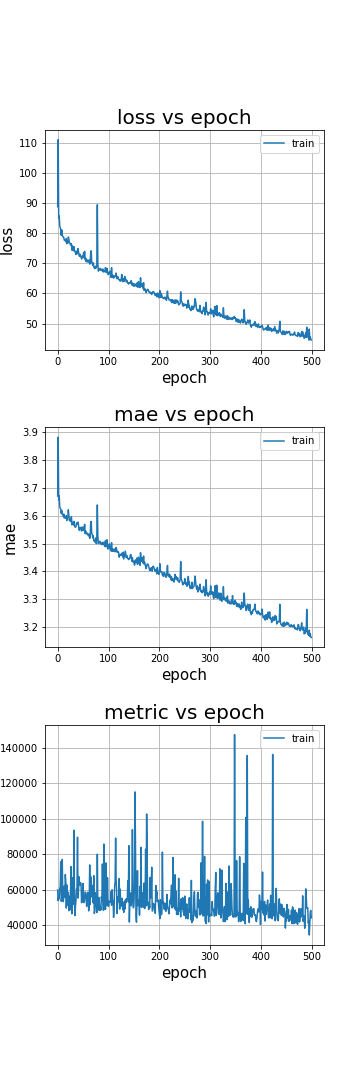 loss vs epoch
110
100
90
80
70
60
50
loss
train
0 100 200 300 400 500
epoch
mae vs epoch
3.9
3.8
3.7
3.6
3.5
3.4
3.3
3.2
mae
train
0 100 200 300 400 500
epoch
metric vs epoch
140000
120000
100000
80000
60000
40000
train
0 100 200 300 400 500
epoch